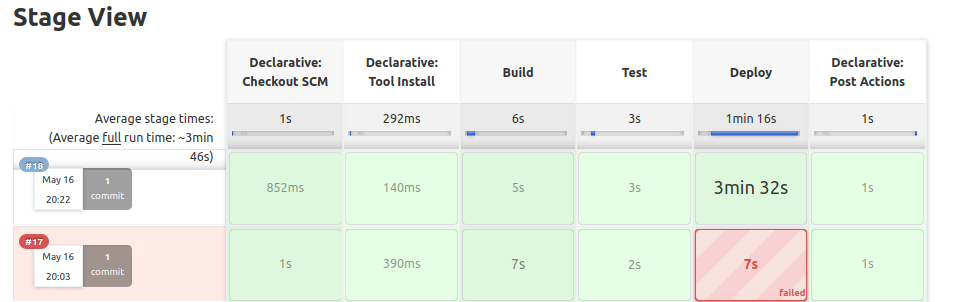 Stage View
Declarative: Checkout SCM
Declarative: Tool Install
Build
Test
Deploy
Declarative: Post Actions
Average stage times:
(Average full run time: ~3min 46s)
1s
292ms
6s
3s
1min 16s
1s
#18
May 16
20:22
1
commit
852ms
140ms
5s
3s
3min 32s
1s
#17
May 16
20:03
1
commit
1s
390ms
7s
2s
7s
failed
1s